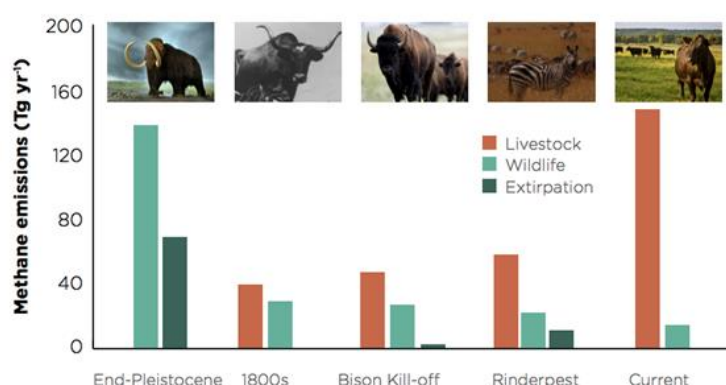 Methane emissions (Tg yr⁻¹)
200
160
120
80
40
0
Livestock
Wildlife
Extirpation
End-Pleistocene 1800s Bison Kill-off Rinderpest Current